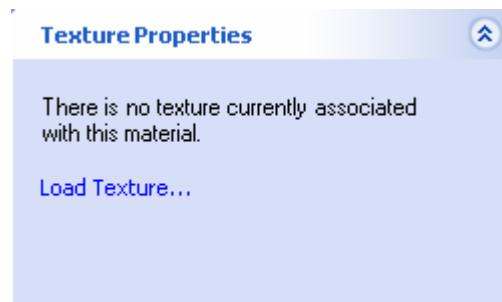 Texture Properties
There is no texture currently associated
with this material.
Load Texture...